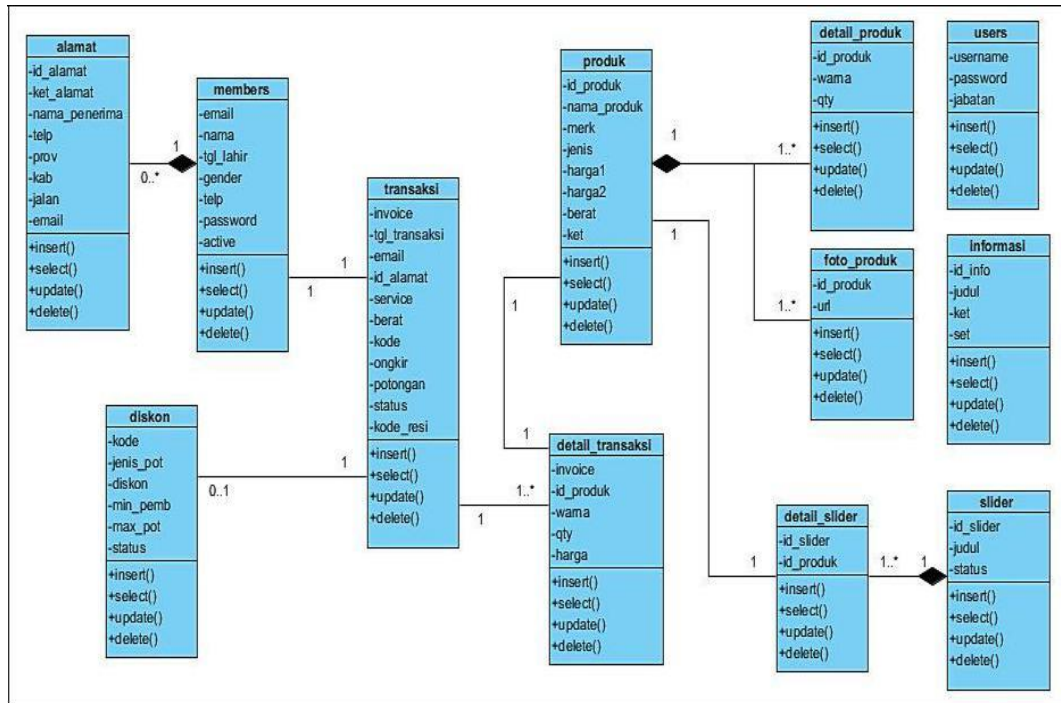 alamat
-id_alamat
-ket_alamat
-nama_penerima
-telp
-prov
-kab
-jalan
-email
+insert()
+select()
+update()
+delete()
1
0..*
members
-email
-nama
-tgl_lahir
-gender
-telp
-password
-active
+insert()
+select()
+update()
+delete()
1
1
transaksi
-invoice
-tgl_transaksi
-email
-id_alamat
-service
-berat
-kode
-ongkir
-potongan
-status
-kode_resi
+insert()
+select()
+update()
+delete()
diskon
-kode
-jenis_pot
-diskon
-min_pemb
-max_pot
-status
+insert()
+select()
+update()
+delete()
0..1
1
1
1..*
produk
-id_produk
-nama_produk
-merk
-jenis
-harga1
-harga2
-berat
-ket
+insert()
+select()
+update()
+delete()
1
1
1
1
detail_transaksi
-invoice
-id_produk
-warna
-qty
-harga
+insert()
+select()
+update()
+delete()
detail_produk
-id_produk
-warna
-qty
+insert()
+select()
+update()
+delete()
1..*
foto_produk
-id_produk
-url
+insert()
+select()
+update()
+delete()
1..*
users
-username
-password
-jabatan
+insert()
+select()
+update()
+delete()
informasi
-id_info
-judul
-ket
-set
+insert()
+select()
+update()
+delete()
detail_slider
-id_slider
-id_produk
+insert()
+select()
+update()
+delete()
1
1..*
1
slider
-id_slider
-judul
-status
+insert()
+select()
+update()
+delete()